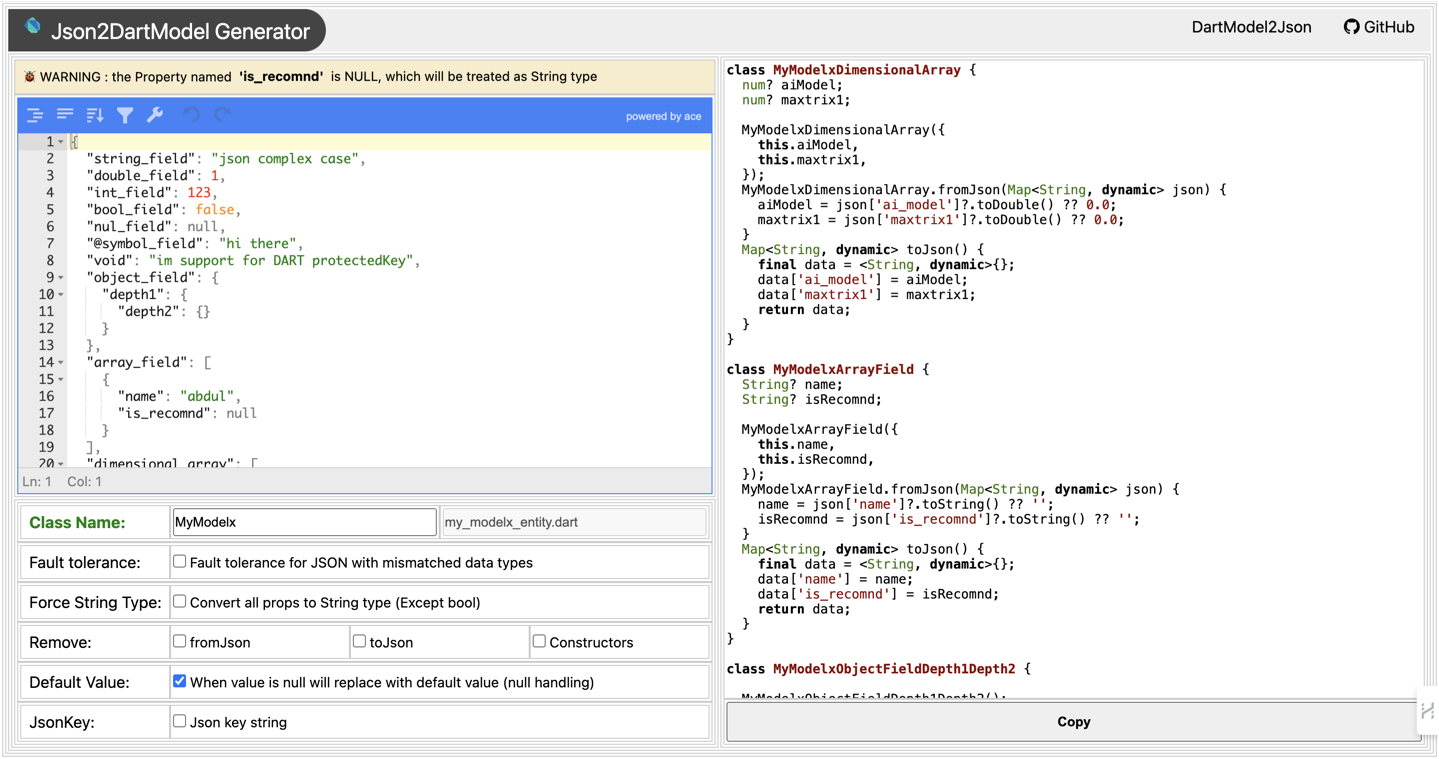 Json2DartModel Generator
DartModel2Json
GitHub
WARNING : the Property named 'is_recomnd' is NULL, which will be treated as String type
powered by ace
1 {
2 "string_field": "json complex case",
3 "double_field": 1,
4 "int_field": 123,
5 "bool_field": false,
6 "nul_field": null,
7 "@symbol_field": "hi there",
8 "void": "im support for DART protectedKey",
9 "object_field": {
10 "depth1": {
11 "depth2": {}
12 }
13 },
14 "array_field": [
15 {
16 "name": "abdul",
17 "is_recomnd": null
18 }
19 ],
20 "dimensional_array": [
Ln: 1 Col: 1
Class Name:
MyModelx
my_modelx_entity.dart
Fault tolerance:
Fault tolerance for JSON with mismatched data types
Force String Type:
Convert all props to String type (Except bool)
Remove:
fromJson
toJson
Constructors
Default Value:
When value is null will replace with default value (null handling)
JsonKey:
Json key string
class MyModelxDimensionalArray {
num? aiModel;
num? maxtrix1;
MyModelxDimensionalArray({
this.aiModel,
this.maxtrix1,
});
MyModelxDimensionalArray.fromJson(Map<String, dynamic> json) {
aiModel = json['ai_model']?.toDouble() ?? 0.0;
maxtrix1 = json['maxtrix1']?.toDouble() ?? 0.0;
}
Map<String, dynamic> toJson() {
final data = <String, dynamic>{};
data['ai_model'] = aiModel;
data['maxtrix1'] = maxtrix1;
return data;
}
}
class MyModelxArrayField {
String? name;
String? isRecomnd;
MyModelxArrayField({
this.name,
this.isRecomnd,
});
MyModelxArrayField.fromJson(Map<String, dynamic> json) {
name = json['name']?.toString() ?? '';
isRecomnd = json['is_recomnd']?.toString() ?? '';
}
Map<String, dynamic> toJson() {
final data = <String, dynamic>{};
data['name'] = name;
data['is_recomnd'] = isRecomnd;
return data;
}
}
class MyModelxObjectFieldDepth1Depth2 {
MyModelxObjectFieldDepth1Depth2();
Copy